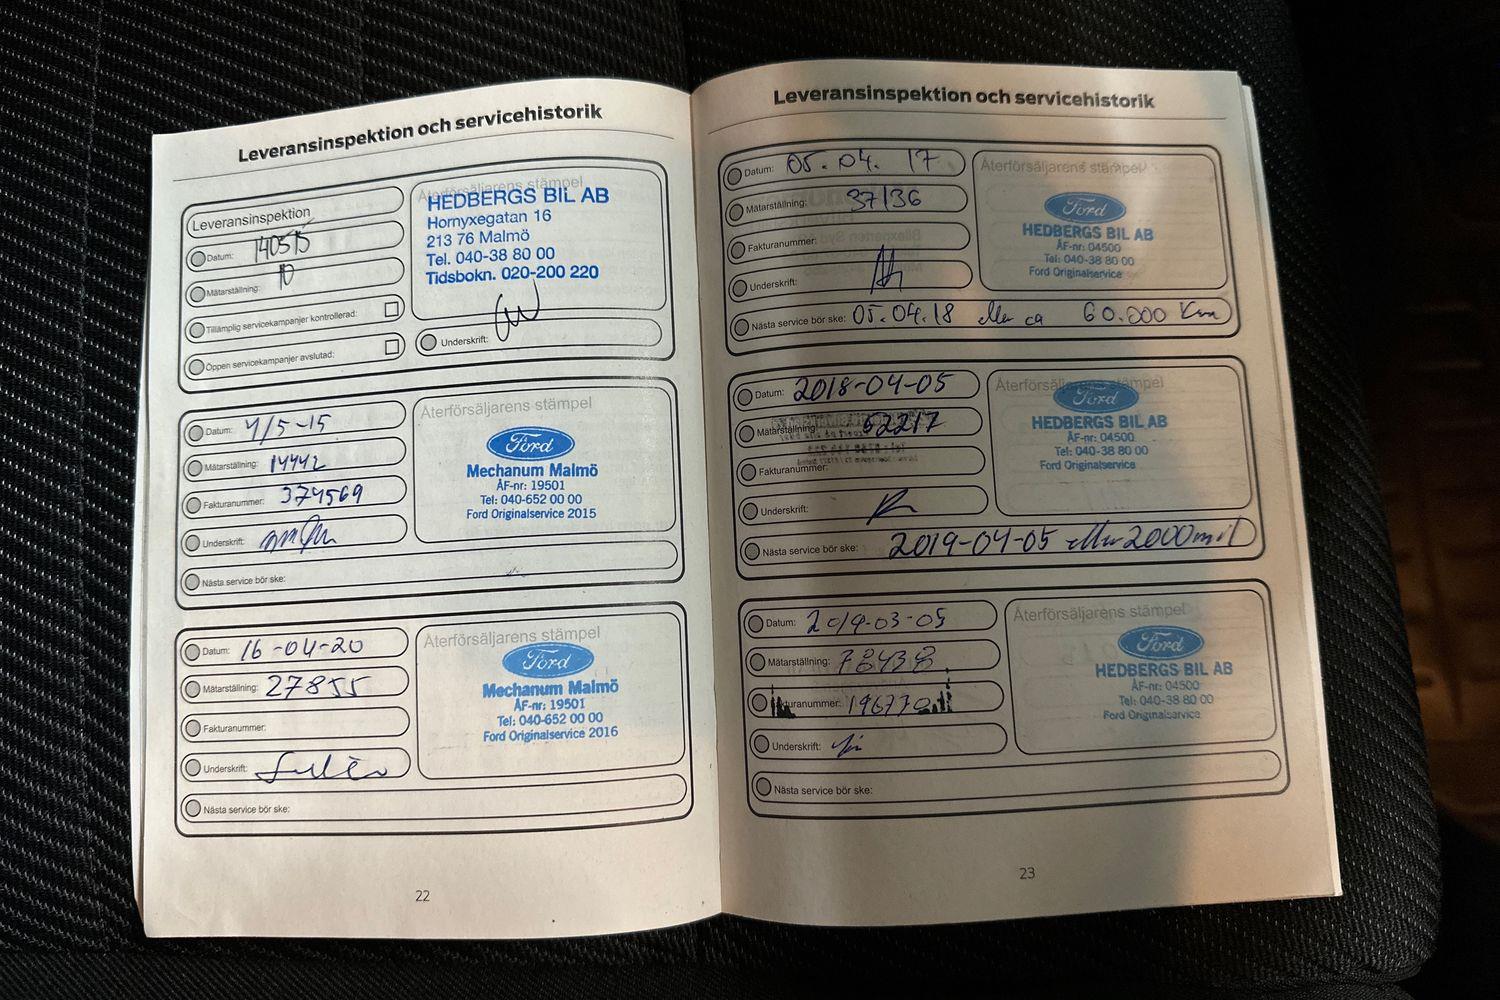 Leveransinspektion och servicehistorik
Leveransinspektion
Datum: 140515
Mätarställning: 10
Tillämplig servicekampanjer kontrollerad:
Öppen servicekampanjer avslutad:
Återförsäljarens stämpel
HEDBERGS BIL AB
Hornyxegatan 16
213 76 Malmö
Tel. 040-38 80 00
Tidsbokn. 020-200 220
Underskrift:
Datum: 4/5-15
Mätarställning: 14442
Fakturanummer: 374569
Underskrift:
Nästa service bör ske:
Återförsäljarens stämpel
Ford
Mechanum Malmö
ÅF-nr: 19501
Tel: 040-652 00 00
Ford Originalservice 2015
Datum: 16-04-20
Mätarställning: 27855
Fakturanummer:
Underskrift:
Nästa service bör ske:
Återförsäljarens stämpel
Ford
Mechanum Malmö
ÅF-nr: 19501
Tel: 040-652 00 00
Ford Originalservice 2016
22
Leveransinspektion och servicehistorik
Datum: 05.04.17
Mätarställning: 37136
Fakturanummer:
Underskrift:
Nästa service bör ske: 05.04.18 eller ca 60.000 Km
Återförsäljarens stämpel
Ford
HEDBERGS BIL AB
ÅF-nr: 04500
Tel: 040-38 80 00
Ford Originalservice
Datum: 2018-04-05
Mätarställning: 62217
Fakturanummer:
Underskrift:
Nästa service bör ske: 2019-04-05 eller 2000 mil
Återförsäljarens stämpel
Ford
HEDBERGS BIL AB
ÅF-nr: 04500
Tel: 040-38 80 00
Ford Originalservice
Datum: 2019-03-05
Mätarställning: 78438
Fakturanummer: 196770
Underskrift:
Nästa service bör ske:
Återförsäljarens stämpel
Ford
HEDBERGS BIL AB
ÅF-nr: 04500
Tel: 040-38 80 00
Ford Originalservice
23